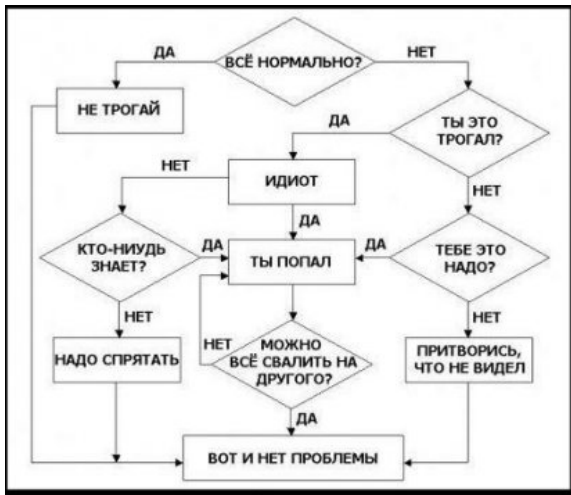 ДА
ВСЁ НОРМАЛЬНО?
НЕТ
НЕ ТРОГАЙ
ДА
ТЫ ЭТО
ТРОГАЛ?
НЕТ
ИДИОТ
ДА
НЕТ
КТО-НИУДЬ
ЗНАЕТ?
ДА
ТЫ ПОПАЛ
ДА
ТЕБЕ ЭТО
НАДО?
НЕТ
НЕТ
НАДО СПРЯТАТЬ
НЕТ
МОЖНО
ВСЁ СВАЛИТЬ НА
ДРУГОГО?
ПРИТВОРИСЬ,
ЧТО НЕ ВИДЕЛ
ДА
ВОТ И НЕТ ПРОБЛЕМЫ